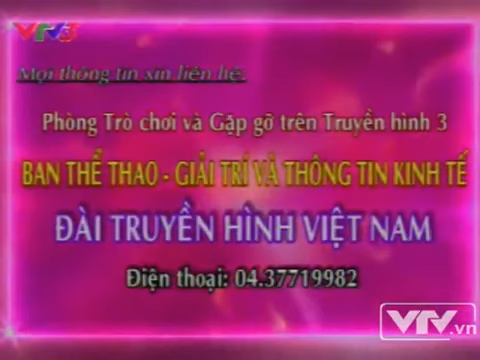 VTV3
Mọi thông tin xin liên hệ:
Phòng Trò chơi và Gặp gỡ trên Truyền hình 3
BAN THỂ THAO - GIẢI TRÍ VÀ THÔNG TIN KINH TẾ
ĐÀI TRUYỀN HÌNH VIỆT NAM
Điện thoại: 04.37719982
VTV.vn